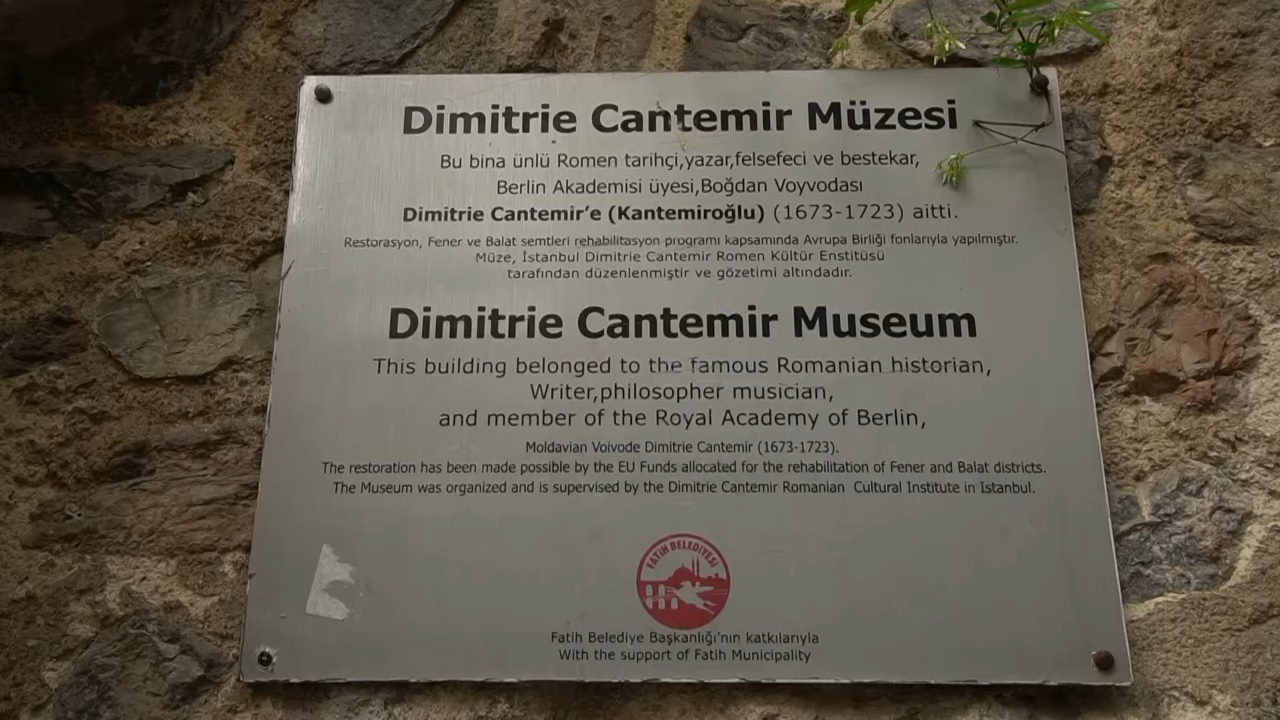 Dimitrie Cantemir Müzesi
Bu bina ünlü Romen tarihçi,yazar,felsefeci ve bestekar,
Berlin Akademisi üyesi,Boğdan Voyvodası
Dimitrie Cantemir'e (Kantemiroğlu) (1673-1723) aitti.
Restorasyon, Fener ve Balat semtleri rehabilitasyon programı kapsamında Avrupa Birliği fonlarıyla yapılmıştır.
Müze, İstanbul Dimitrie Cantemir Romen Kültür Enstitüsü
tarafından düzenlenmiştir ve gözetimi altındadır.
Dimitrie Cantemir Museum
This building belonged to the famous Romanian historian,
Writer,philosopher musician,
and member of the Royal Academy of Berlin,
Moldavian Voivode Dimitrie Cantemir (1673-1723).
The restoration has been made possible by the EU Funds allocated for the rehabilitation of Fener and Balat districts.
The Museum was organized and is supervised by the Dimitrie Cantemir Romanian Cultural Institute in Istanbul.
FATİH BELEDİYESİ
Fatih Belediye Başkanlığı'nın katkılarıyla
With the support of Fatih Municipality